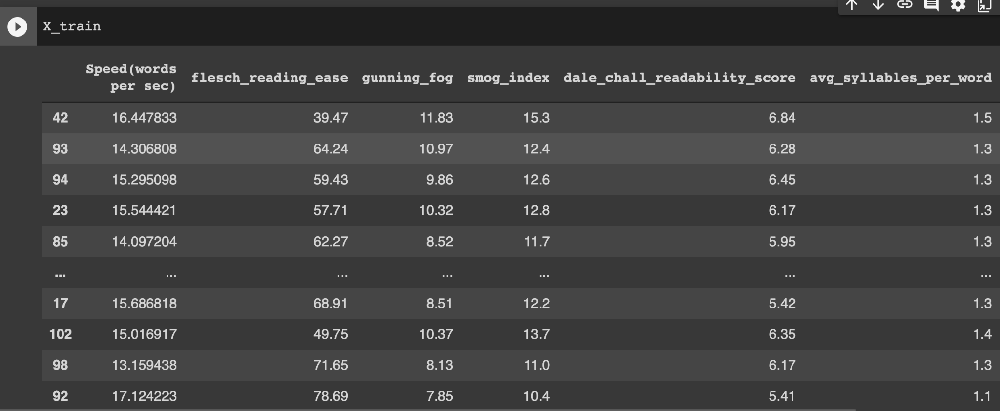 X_train
Speed(words per sec) flesch_reading_ease gunning_fog smog_index dale_chall_readability_score avg_syllables_per_word
42 16.447833 39.47 11.83 15.3 6.84 1.5
93 14.306808 64.24 10.97 12.4 6.28 1.3
94 15.295098 59.43 9.86 12.6 6.45 1.3
23 15.544421 57.71 10.32 12.8 6.17 1.3
85 14.097204 62.27 8.52 11.7 5.95 1.3
... ... ... ... ... ... ...
17 15.686818 68.91 8.51 12.2 5.42 1.3
102 15.016917 49.75 10.37 13.7 6.35 1.4
98 13.159438 71.65 8.13 11.0 6.17 1.3
92 17.124223 78.69 7.85 10.4 5.41 1.1